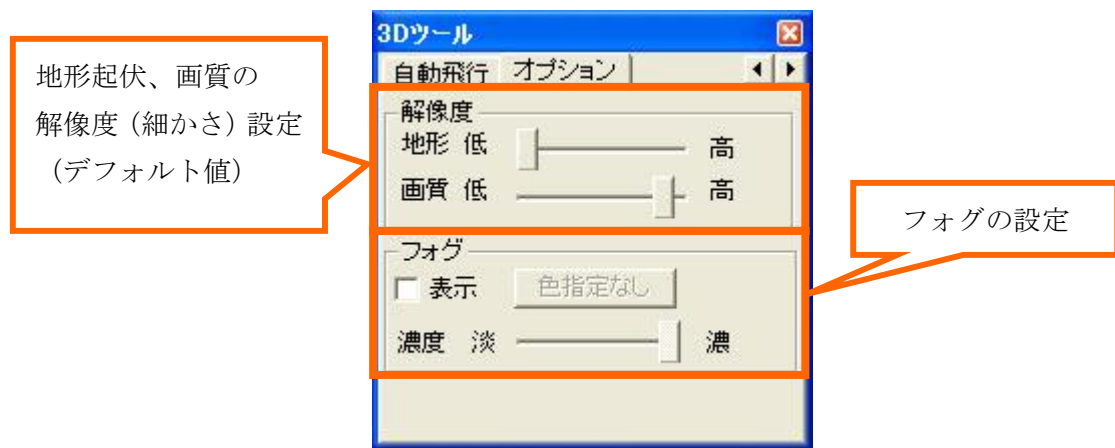 地形起伏、画質の
解像度（細かさ）設定
（デフォルト値）
3Dツール
自動飛行 オプション
解像度
地形 低 高
画質 低 高
フォグ
表示 色指定なし
濃度 淡 濃
フォグの設定